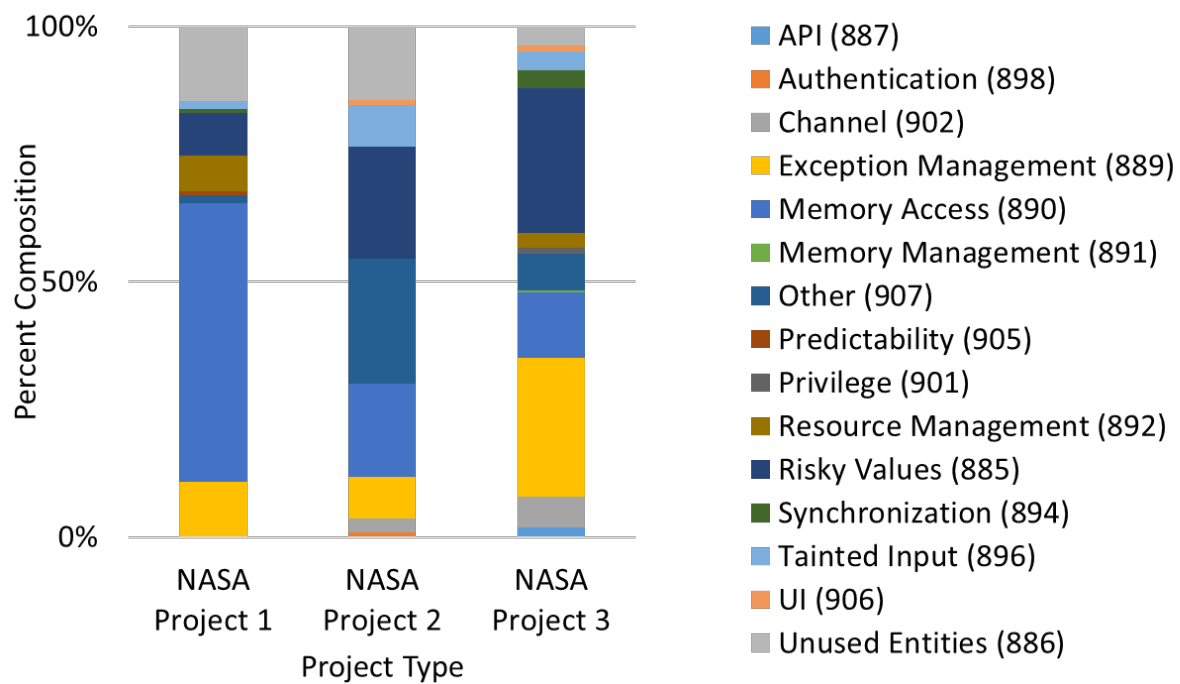 100%
50%
0%
Percent Composition
NASA
Project 1
NASA
Project 2
NASA
Project 3
Project Type
API (887)
Authentication (898)
Channel (902)
Exception Management (889)
Memory Access (890)
Memory Management (891)
Other (907)
Predictability (905)
Privilege (901)
Resource Management (892)
Risky Values (885)
Synchronization (894)
Tainted Input (896)
UI (906)
Unused Entities (886)